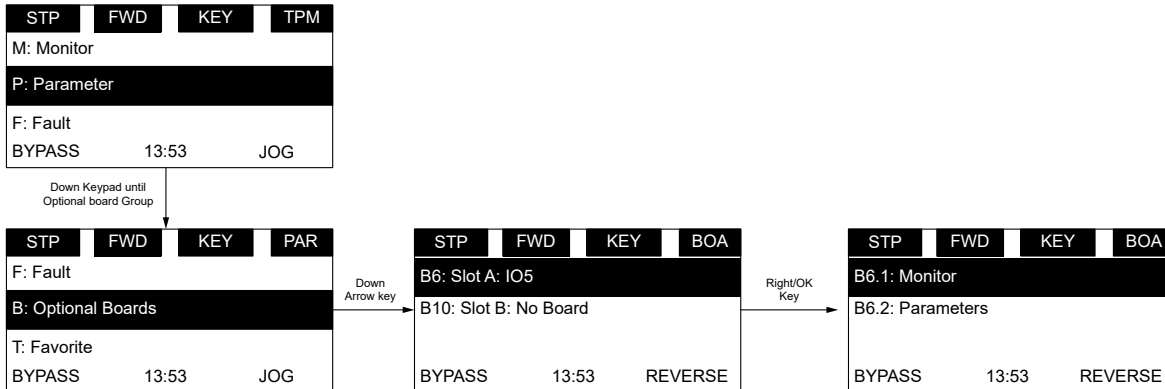 STP FWD KEY TPM
M: Monitor
P: Parameter
F: Fault
BYPASS 13:53 JOG
Down Keypad until
Optional board Group
STP FWD KEY PAR
F: Fault
B: Optional Boards
T: Favorite
BYPASS 13:53 JOG
Down
Arrow key
STP FWD KEY BOA
B6: Slot A: IO5
B10: Slot B: No Board
BYPASS 13:53 REVERSE
Right/OK
Key
STP FWD KEY BOA
B6.1: Monitor
B6.2: Parameters
BYPASS 13:53 REVERSE